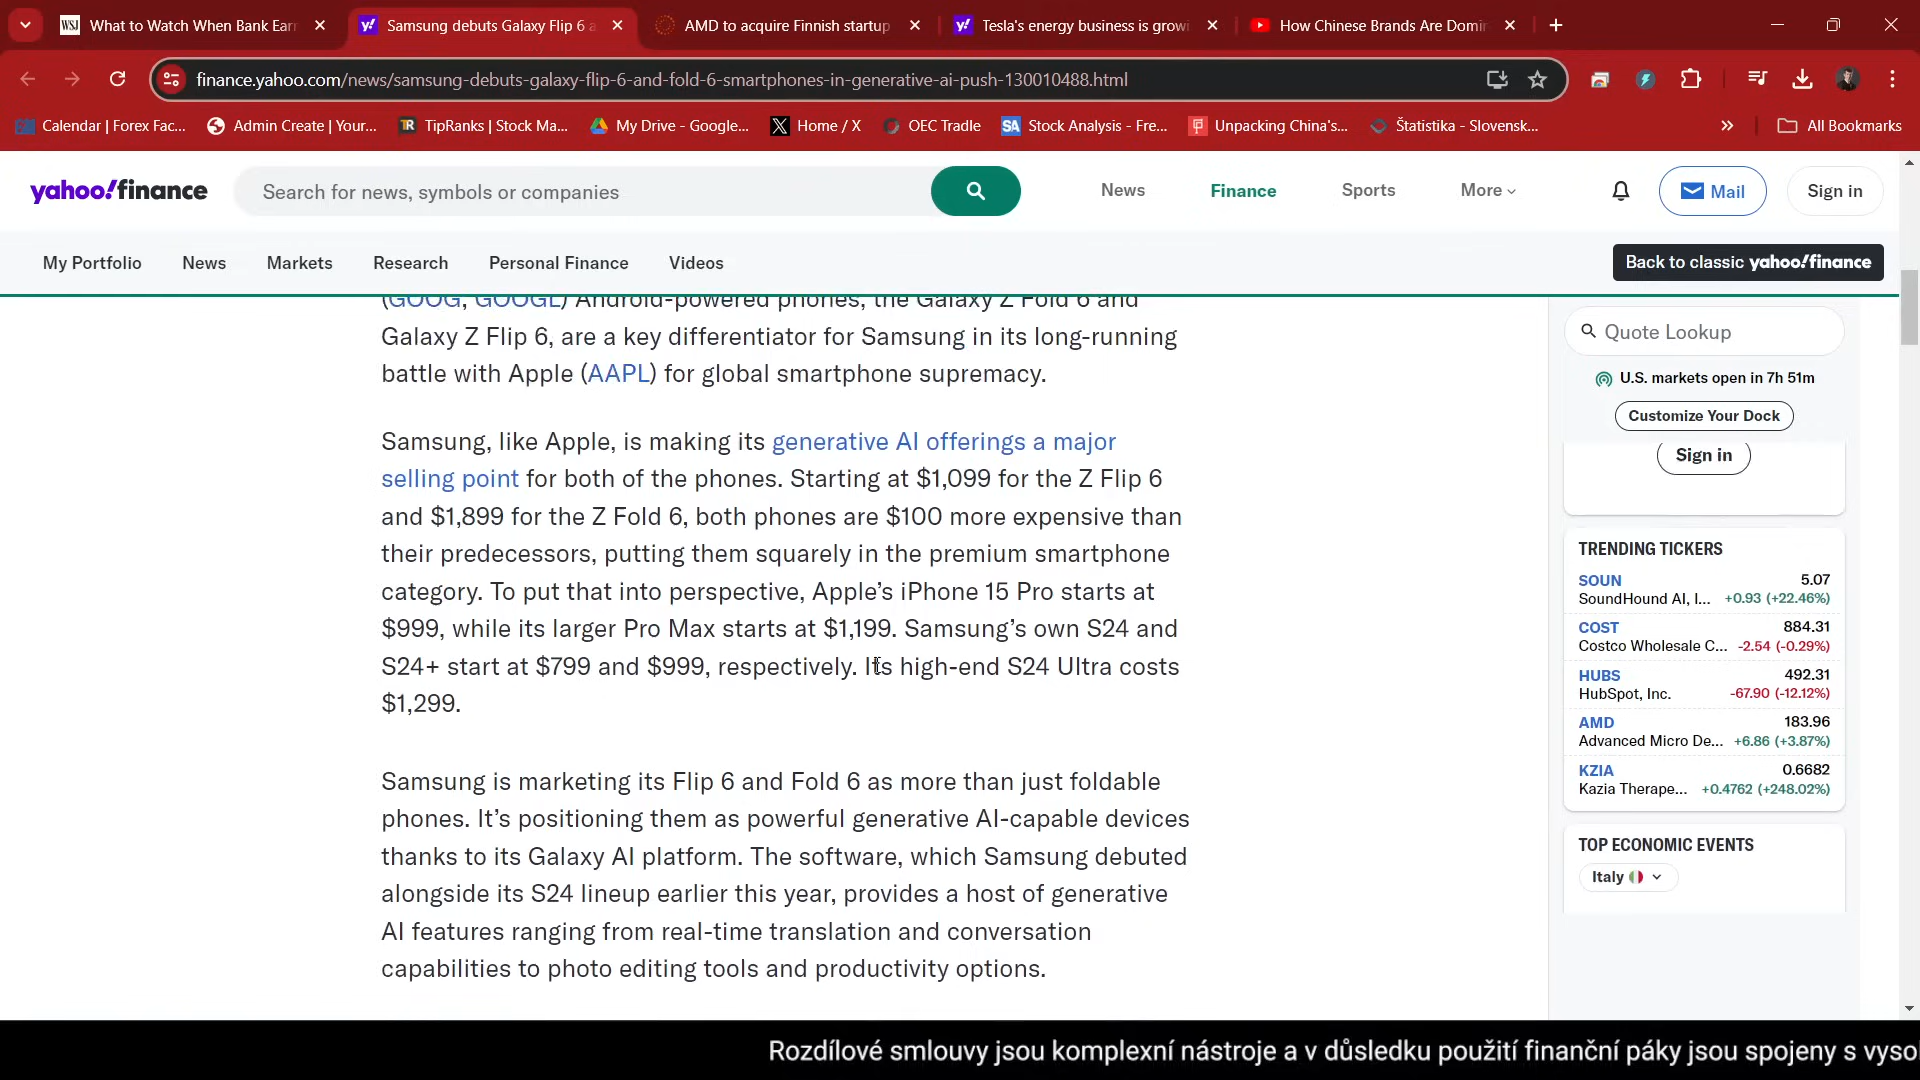 What to Watch When Bank Ear
Samsung debuts Galaxy Flip 6 a
AMD to acquire Finnish startup
Tesla's energy business is grow
How Chinese Brands Are Domi
finance.yahoo.com/news/samsung-debuts-galaxy-flip-6-and-fold-6-smartphones-in-generative-ai-push-130010488.html
Calendar | Forex Fac...
Admin Create | Your...
TR TipRanks | Stock Ma...
My Drive - Google...
Home / X
OEC Tradle
SA Stock Analysis - Fre...
Unpacking China's...
Štatistika - Slovensk...
All Bookmarks
yahoo!finance
Search for news, symbols or companies
News
Finance
Sports
More
Mail
Sign in
My Portfolio
News
Markets
Research
Personal Finance
Videos
Back to classic yahoo!finance
(GOOG, GOOGL) Android-powered phones, the Galaxy Z Fold 6 and
Galaxy Z Flip 6, are a key differentiator for Samsung in its long-running
battle with Apple (AAPL) for global smartphone supremacy.
Samsung, like Apple, is making its generative AI offerings a major
selling point for both of the phones. Starting at $1,099 for the Z Flip 6
and $1,899 for the Z Fold 6, both phones are $100 more expensive than
their predecessors, putting them squarely in the premium smartphone
category. To put that into perspective, Apple’s iPhone 15 Pro starts at
$999, while its larger Pro Max starts at $1,199. Samsung’s own S24 and
S24+ start at $799 and $999, respectively. Its high-end S24 Ultra costs
$1,299.
Samsung is marketing its Flip 6 and Fold 6 as more than just foldable
phones. It’s positioning them as powerful generative AI-capable devices
thanks to its Galaxy AI platform. The software, which Samsung debuted
alongside its S24 lineup earlier this year, provides a host of generative
AI features ranging from real-time translation and conversation
capabilities to photo editing tools and productivity options.
Quote Lookup
U.S. markets open in 7h 51m
Customize Your Dock
Sign in
TRENDING TICKERS
SOUN 5.07
SoundHound AI, I... +0.93 (+22.46%)
COST 884.31
Costco Wholesale C... -2.54 (-0.29%)
HUBS 492.31
HubSpot, Inc. -67.90 (-12.12%)
AMD 183.96
Advanced Micro De... +6.86 (+3.87%)
KZIA 0.6682
Kazia Therape... +0.4762 (+248.02%)
TOP ECONOMIC EVENTS
Italy
Rozdílové smlouvy jsou komplexní nástroje a v důsledku použití finanční páky jsou spojeny s vyso